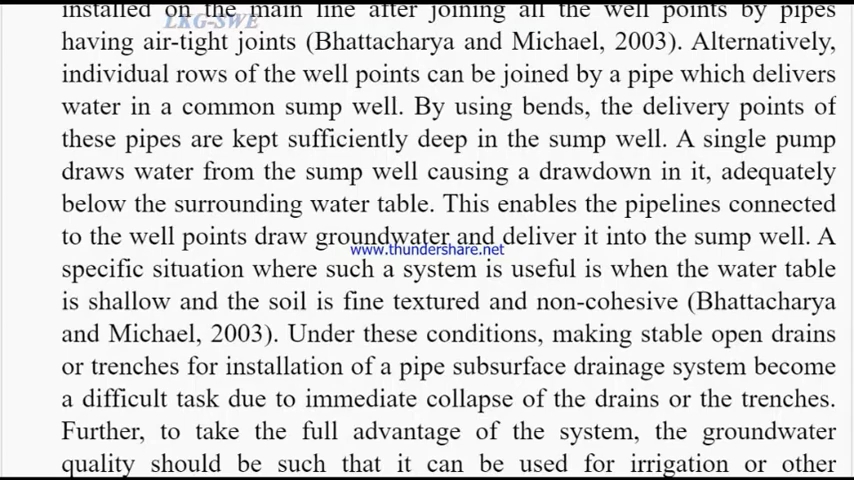 installed on the main line after joining all the well points by pipes
LKG-SWE
having air-tight joints (Bhattacharya and Michael, 2003). Alternatively,
individual rows of the well points can be joined by a pipe which delivers
water in a common sump well. By using bends, the delivery points of
these pipes are kept sufficiently deep in the sump well. A single pump
draws water from the sump well causing a drawdown in it, adequately
below the surrounding water table. This enables the pipelines connected
to the well points draw groundwater and deliver it into the sump well. A
www.thundershare.net
specific situation where such a system is useful is when the water table
is shallow and the soil is fine textured and non-cohesive (Bhattacharya
and Michael, 2003). Under these conditions, making stable open drains
or trenches for installation of a pipe subsurface drainage system become
a difficult task due to immediate collapse of the drains or the trenches.
Further, to take the full advantage of the system, the groundwater
quality should be such that it can be used for irrigation or other